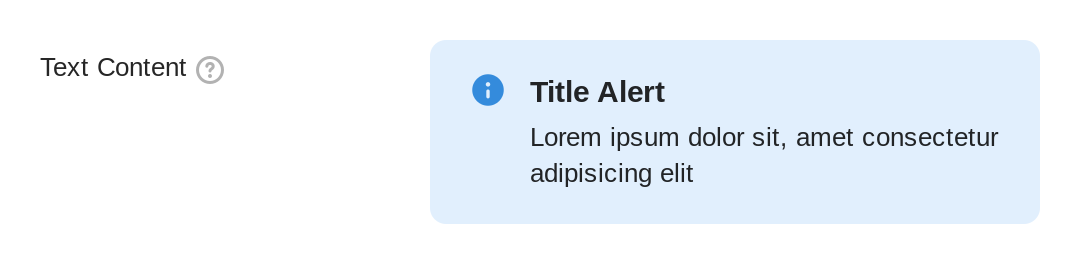 Text Content
Title Alert
Lorem ipsum dolor sit, amet consectetur
adipisicing elit